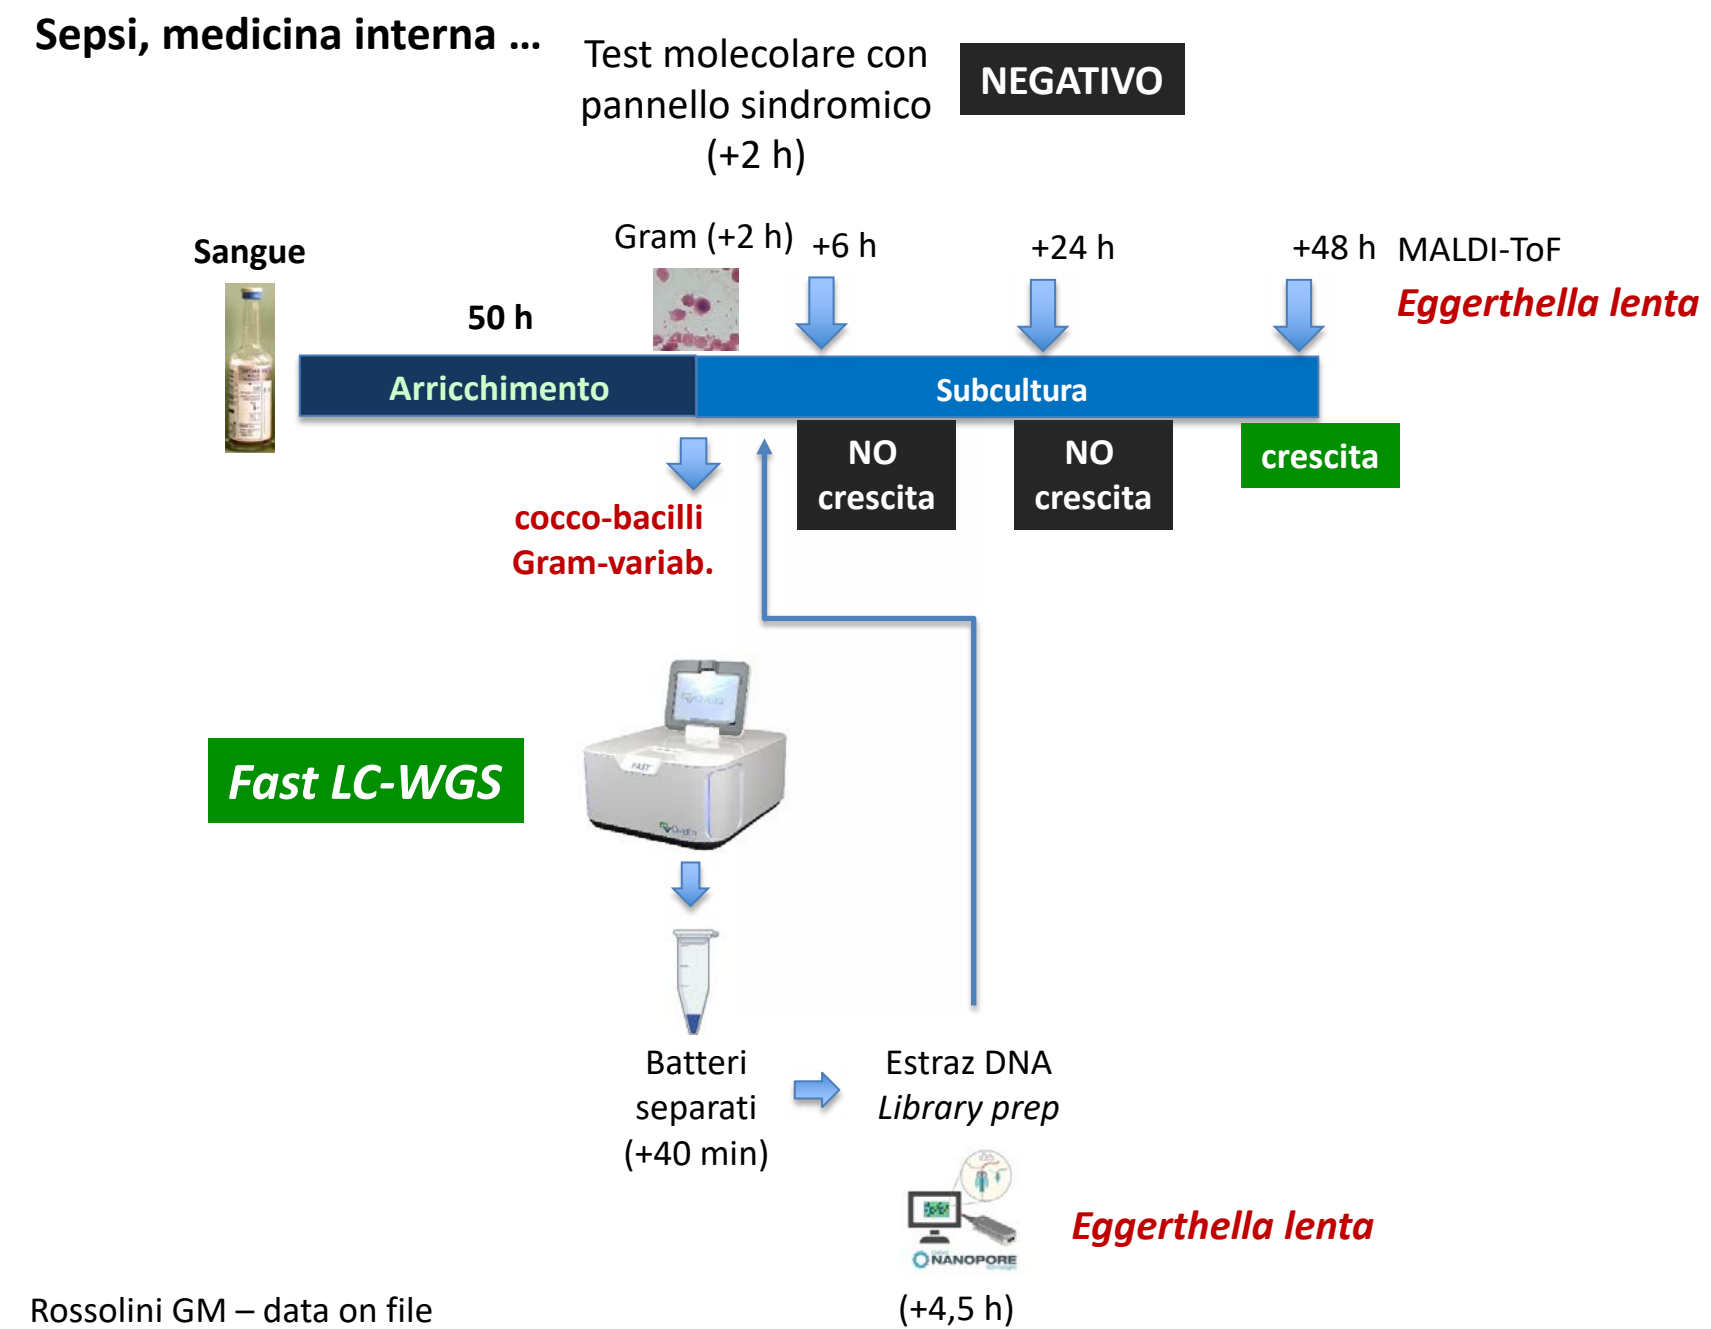 Sepsi, medicina interna ...
Test molecolare con
pannello sindromico
(+2 h)
NEGATIVO
Sangue
50 h
Gram (+2 h)
+6 h
+24 h
+48 h
MALDI-ToF
Eggerthella lenta
Arricchimento
Subcultura
NO
crescita
NO
crescita
crescita
cocco-bacilli
Gram-variab.
Fast LC-WGS
FAST
Batteri
separati
(+40 min)
Estraz DNA
Library prep
NANOPORE
Eggerthella lenta
(+4,5 h)
Rossolini GM – data on file